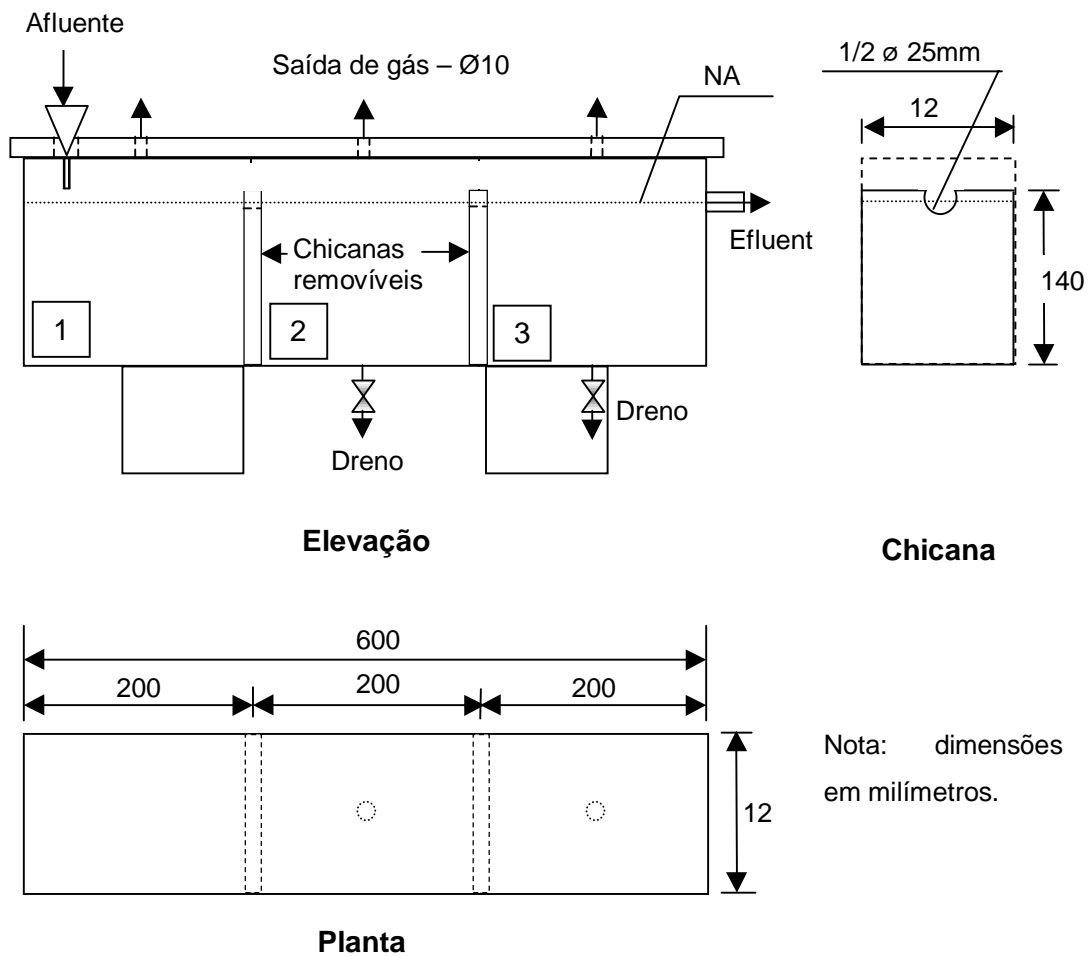 Afluente
Saída de gás – Ø10
NA
1/2 ø 25mm
12
Efluent
Chicanas
removíveis
140
1
2
3
Dreno
Dreno
Elevação
Chicana
600
200
200
200
Nota: dimensões
em milímetros.
12
Planta